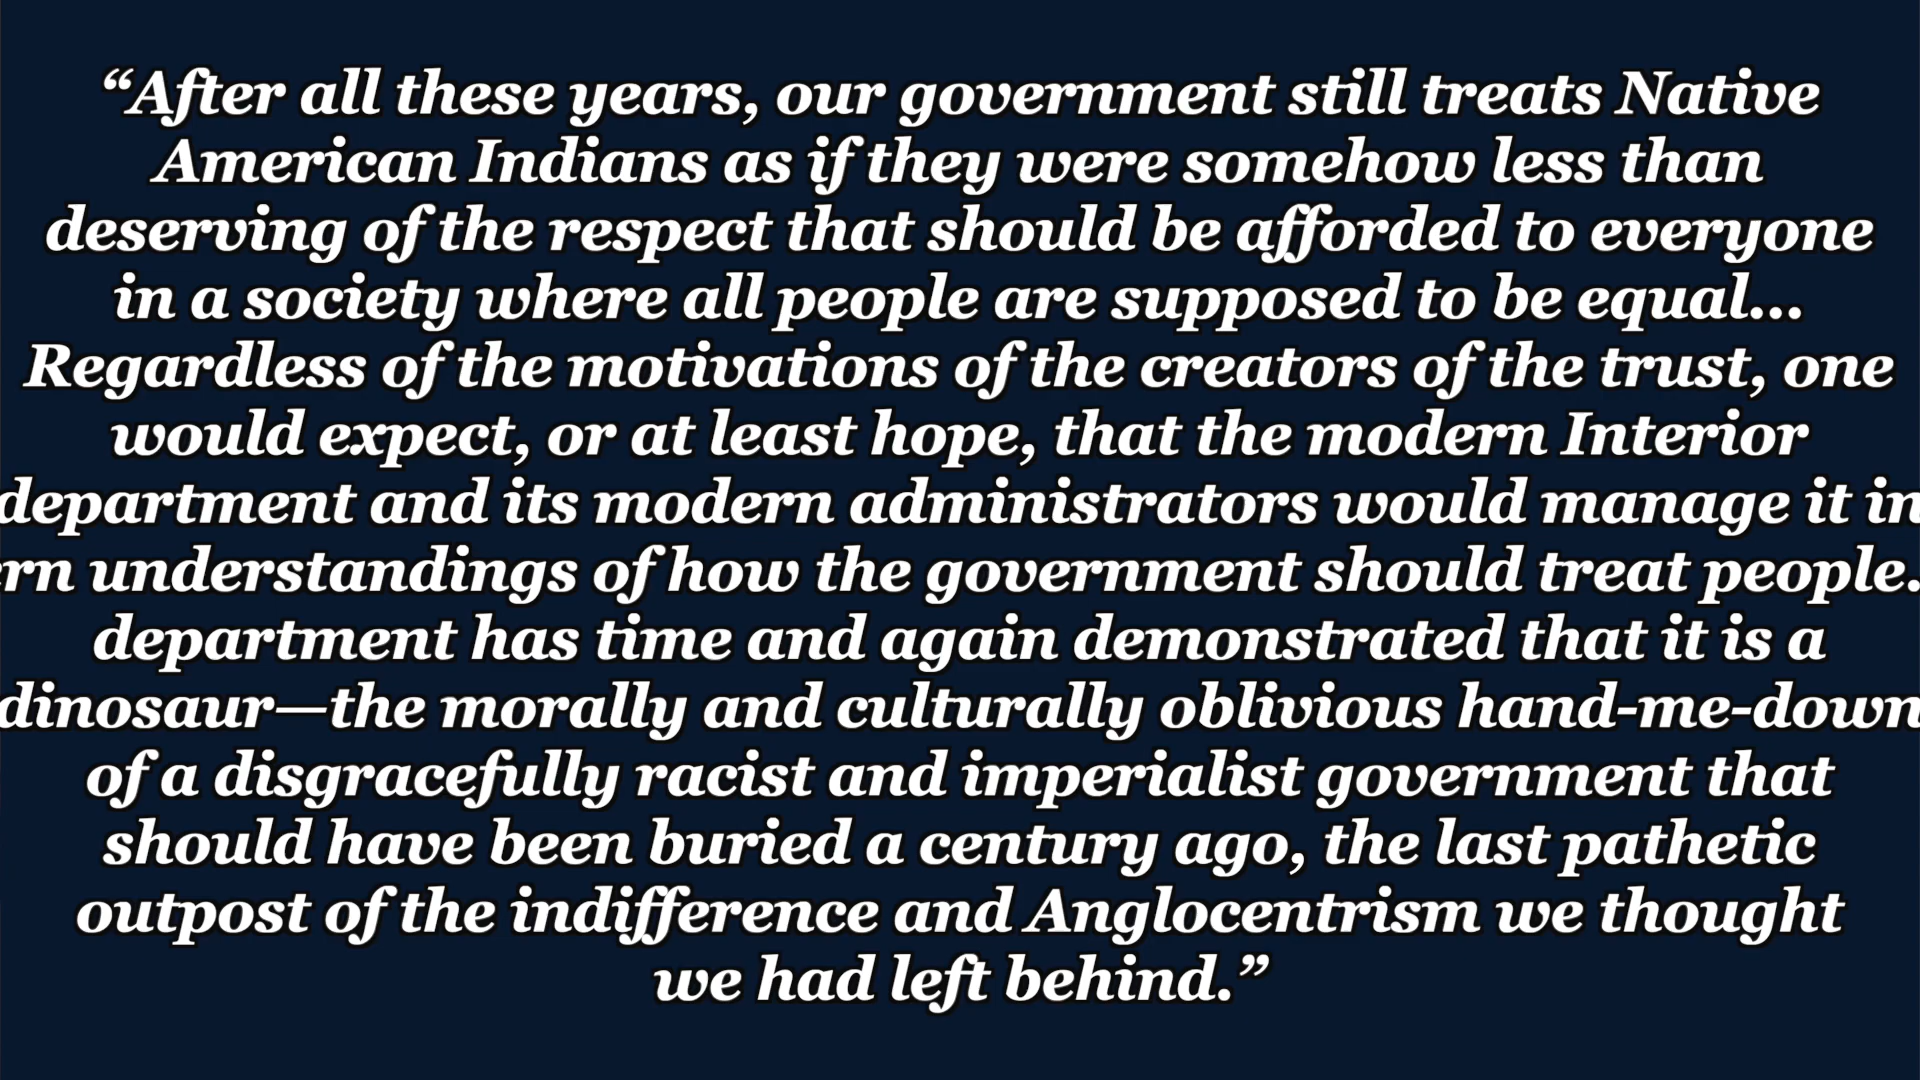 “After all these years, our government still treats Native
American Indians as if they were somehow less than
deserving of the respect that should be afforded to everyone
in a society where all people are supposed to be equal...
Regardless of the motivations of the creators of the trust, one
would expect, or at least hope, that the modern Interior
department and its modern administrators would manage it in
understandings of how the government should treat people.
department has time and again demonstrated that it is a
dinosaur—the morally and culturally oblivious hand-me-down
of a disgracefully racist and imperialist government that
should have been buried a century ago, the last pathetic
outpost of the indifference and Anglocentrism we thought
we had left behind.”